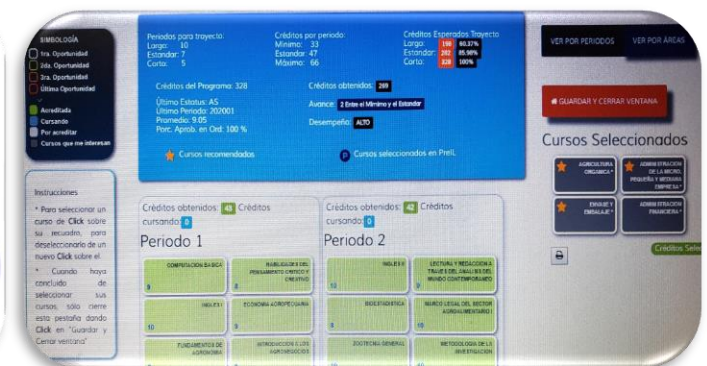 SIMBOLOGÍA
1ra. Oportunidad
2da. Oportunidad
3ra. Oportunidad
Última Oportunidad
Acreditada
Cursando
Por acreditar
Cursos que me interesan
Instrucciones
* Para seleccionar un
curso de Click sobre
su recuadro, para
deseleccionarlo de un
nuevo Click sobre el.
* Cuando haya
concluido de
seleccionar sus
cursos, sólo cierre
esta pestaña dando
Click en "Guardar y
Cerrar ventana"
Periodos para trayecto:
Largo: 10
Estandar: 7
Corto: 5
Créditos por periodo:
Mínimo: 33
Estandar: 47
Máximo: 66
Créditos Esperados Trayecto
Largo: 198 60.37%
Estandar: 282 85.98%
Corto: 328 100%
Créditos del Programa: 328
Créditos obtenidos: 289
Último Estatus: AS
Último Periodo: 202001
Promedio: 9.05
Porc. Aprob. en Ord: 100 %
Avance: 2 Entre el Mimimo y el Estandar
Desempeño: ALTO
Cursos recomendados
P Cursos seleccionados en PreIL
Créditos obtenidos: 43 Créditos
cursando: 0
Periodo 1
COMPUTACION BASICA
HABILIDADES DEL
PENSAMIENTO CRITICO Y
CREATIVO
INGLES I
10
ECONOMIA AGROPECUARIA
FUNDAMENTOS DE
AGRONOMIA
INTRODUCCION A LOS
AGRONEGOCIOS
Créditos obtenidos: 42 Créditos
cursando: 0
Periodo 2
INGLES II
LECTURA Y REDACCION A
TRAVES DEL ANALISIS DEL
MUNDO CONTEMPORANEO
BIOESTADISTICA
MARCO LEGAL DEL SECTOR
AGROALIMENTARIO I
ZOOTECNIA GENERAL
METODOLOGIA DE LA
INVESTIGACION
VER POR PERIODOS
VER POR ÁREAS
GUARDAR Y CERRAR VENTANA
Cursos Seleccionados
AGRICULTURA
ORGANICA *
ADMINISTRACION
DE LA MICRO,
PEQUEÑA Y MEDIANA
EMPRESA *
ENVASE Y
EMBALAJE *
ADMINISTRACION
FINANCIERA *
Créditos Selec